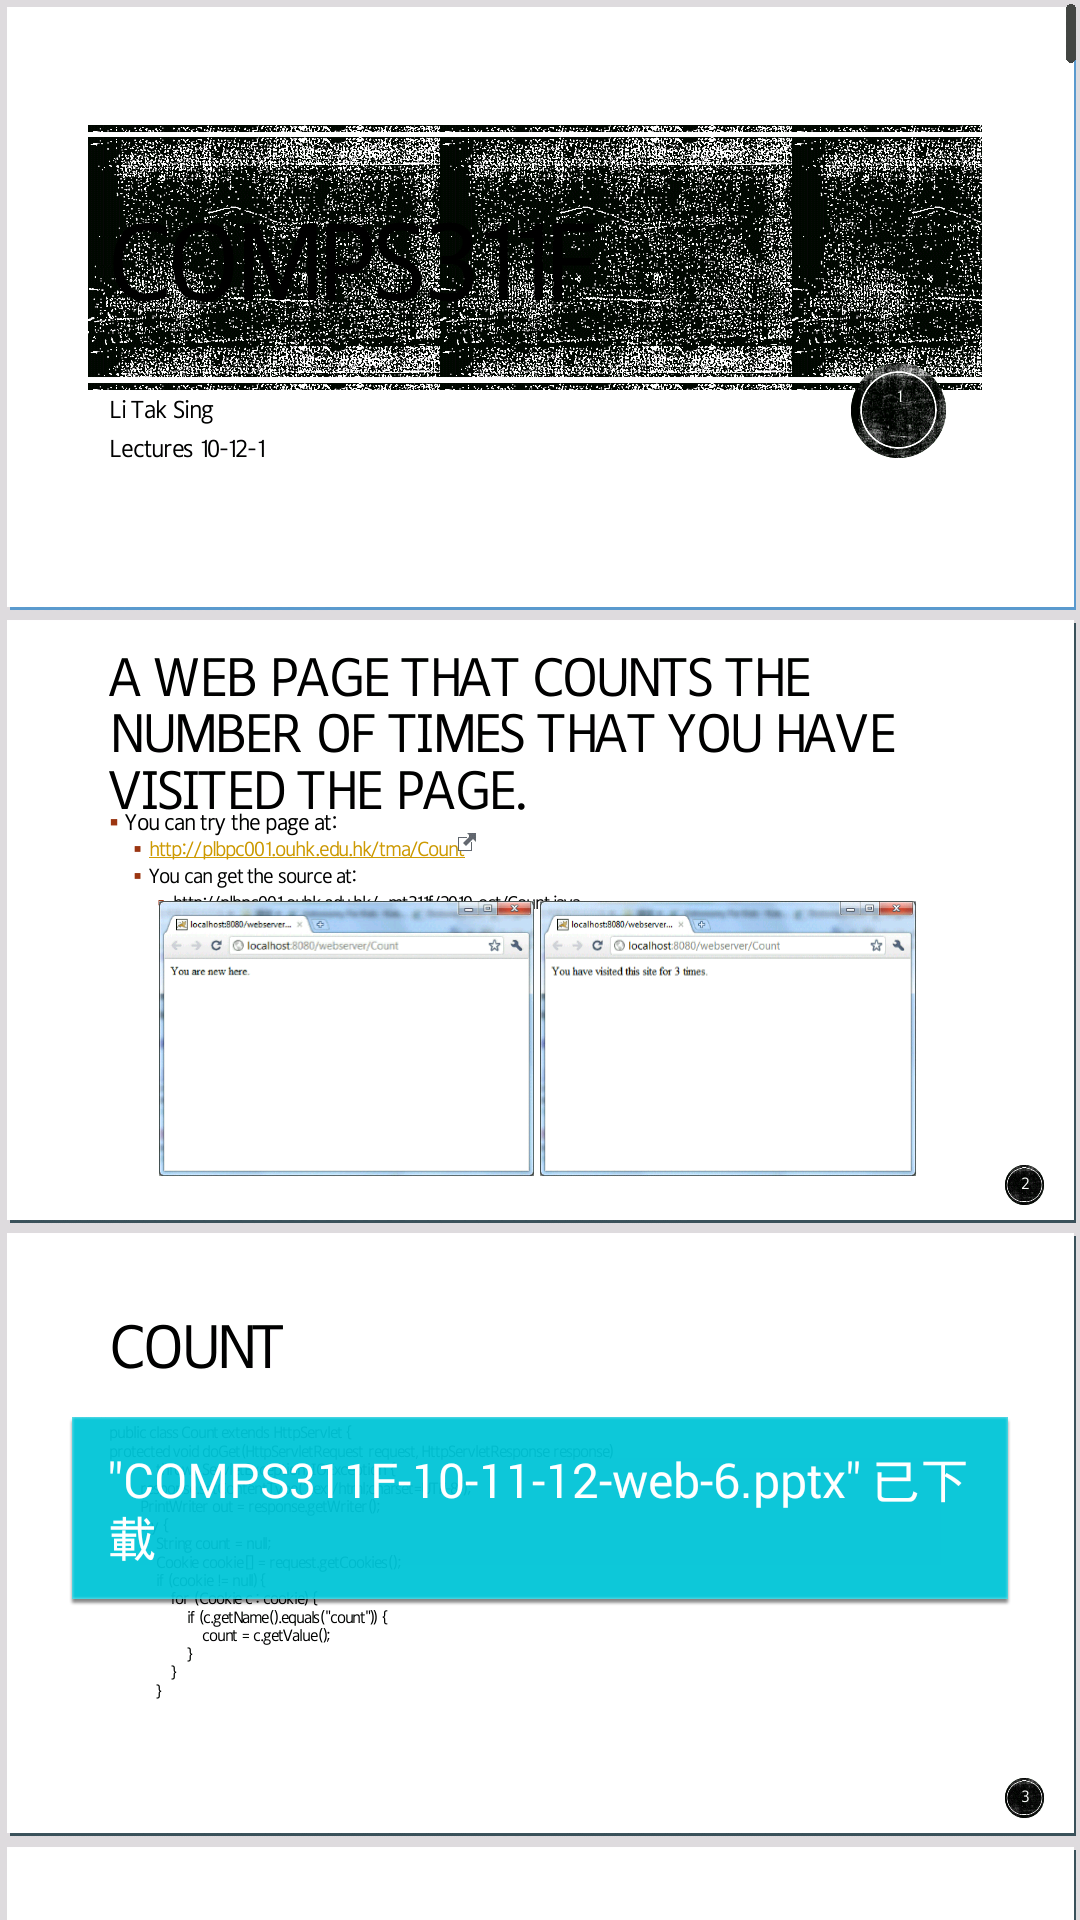 COMPS311F
Li Tak Sing
Lectures 10-12-1
1
A WEB PAGE THAT COUNTS THE
NUMBER OF TIMES THAT YOU HAVE
VISITED THE PAGE.
▪ You can try the page at:
▪ http://plbpc001.ouhk.edu.hk/tma/Count
▪ You can get the source at:
localhost:8080/webserver...
localhost:8080/webserver/Count
You are new here.
localhost:8080/webserver...
localhost:8080/webserver/Count
You have visited this site for 3 times.
2
COUNT
public class Count extends HttpServlet {
protected void doGet(HttpServletRequest request, HttpServletResponse response)
"COMPS311F-10-11-12-web-6.pptx" 已下
載
PrintWriter out = response.getWriter();
String count = null;
Cookie cookie[] = request.getCookies();
if (cookie != null) {
for (Cookie c : cookie) {
if (c.getName().equals("count")) {
count = c.getValue();
}
}
}
3